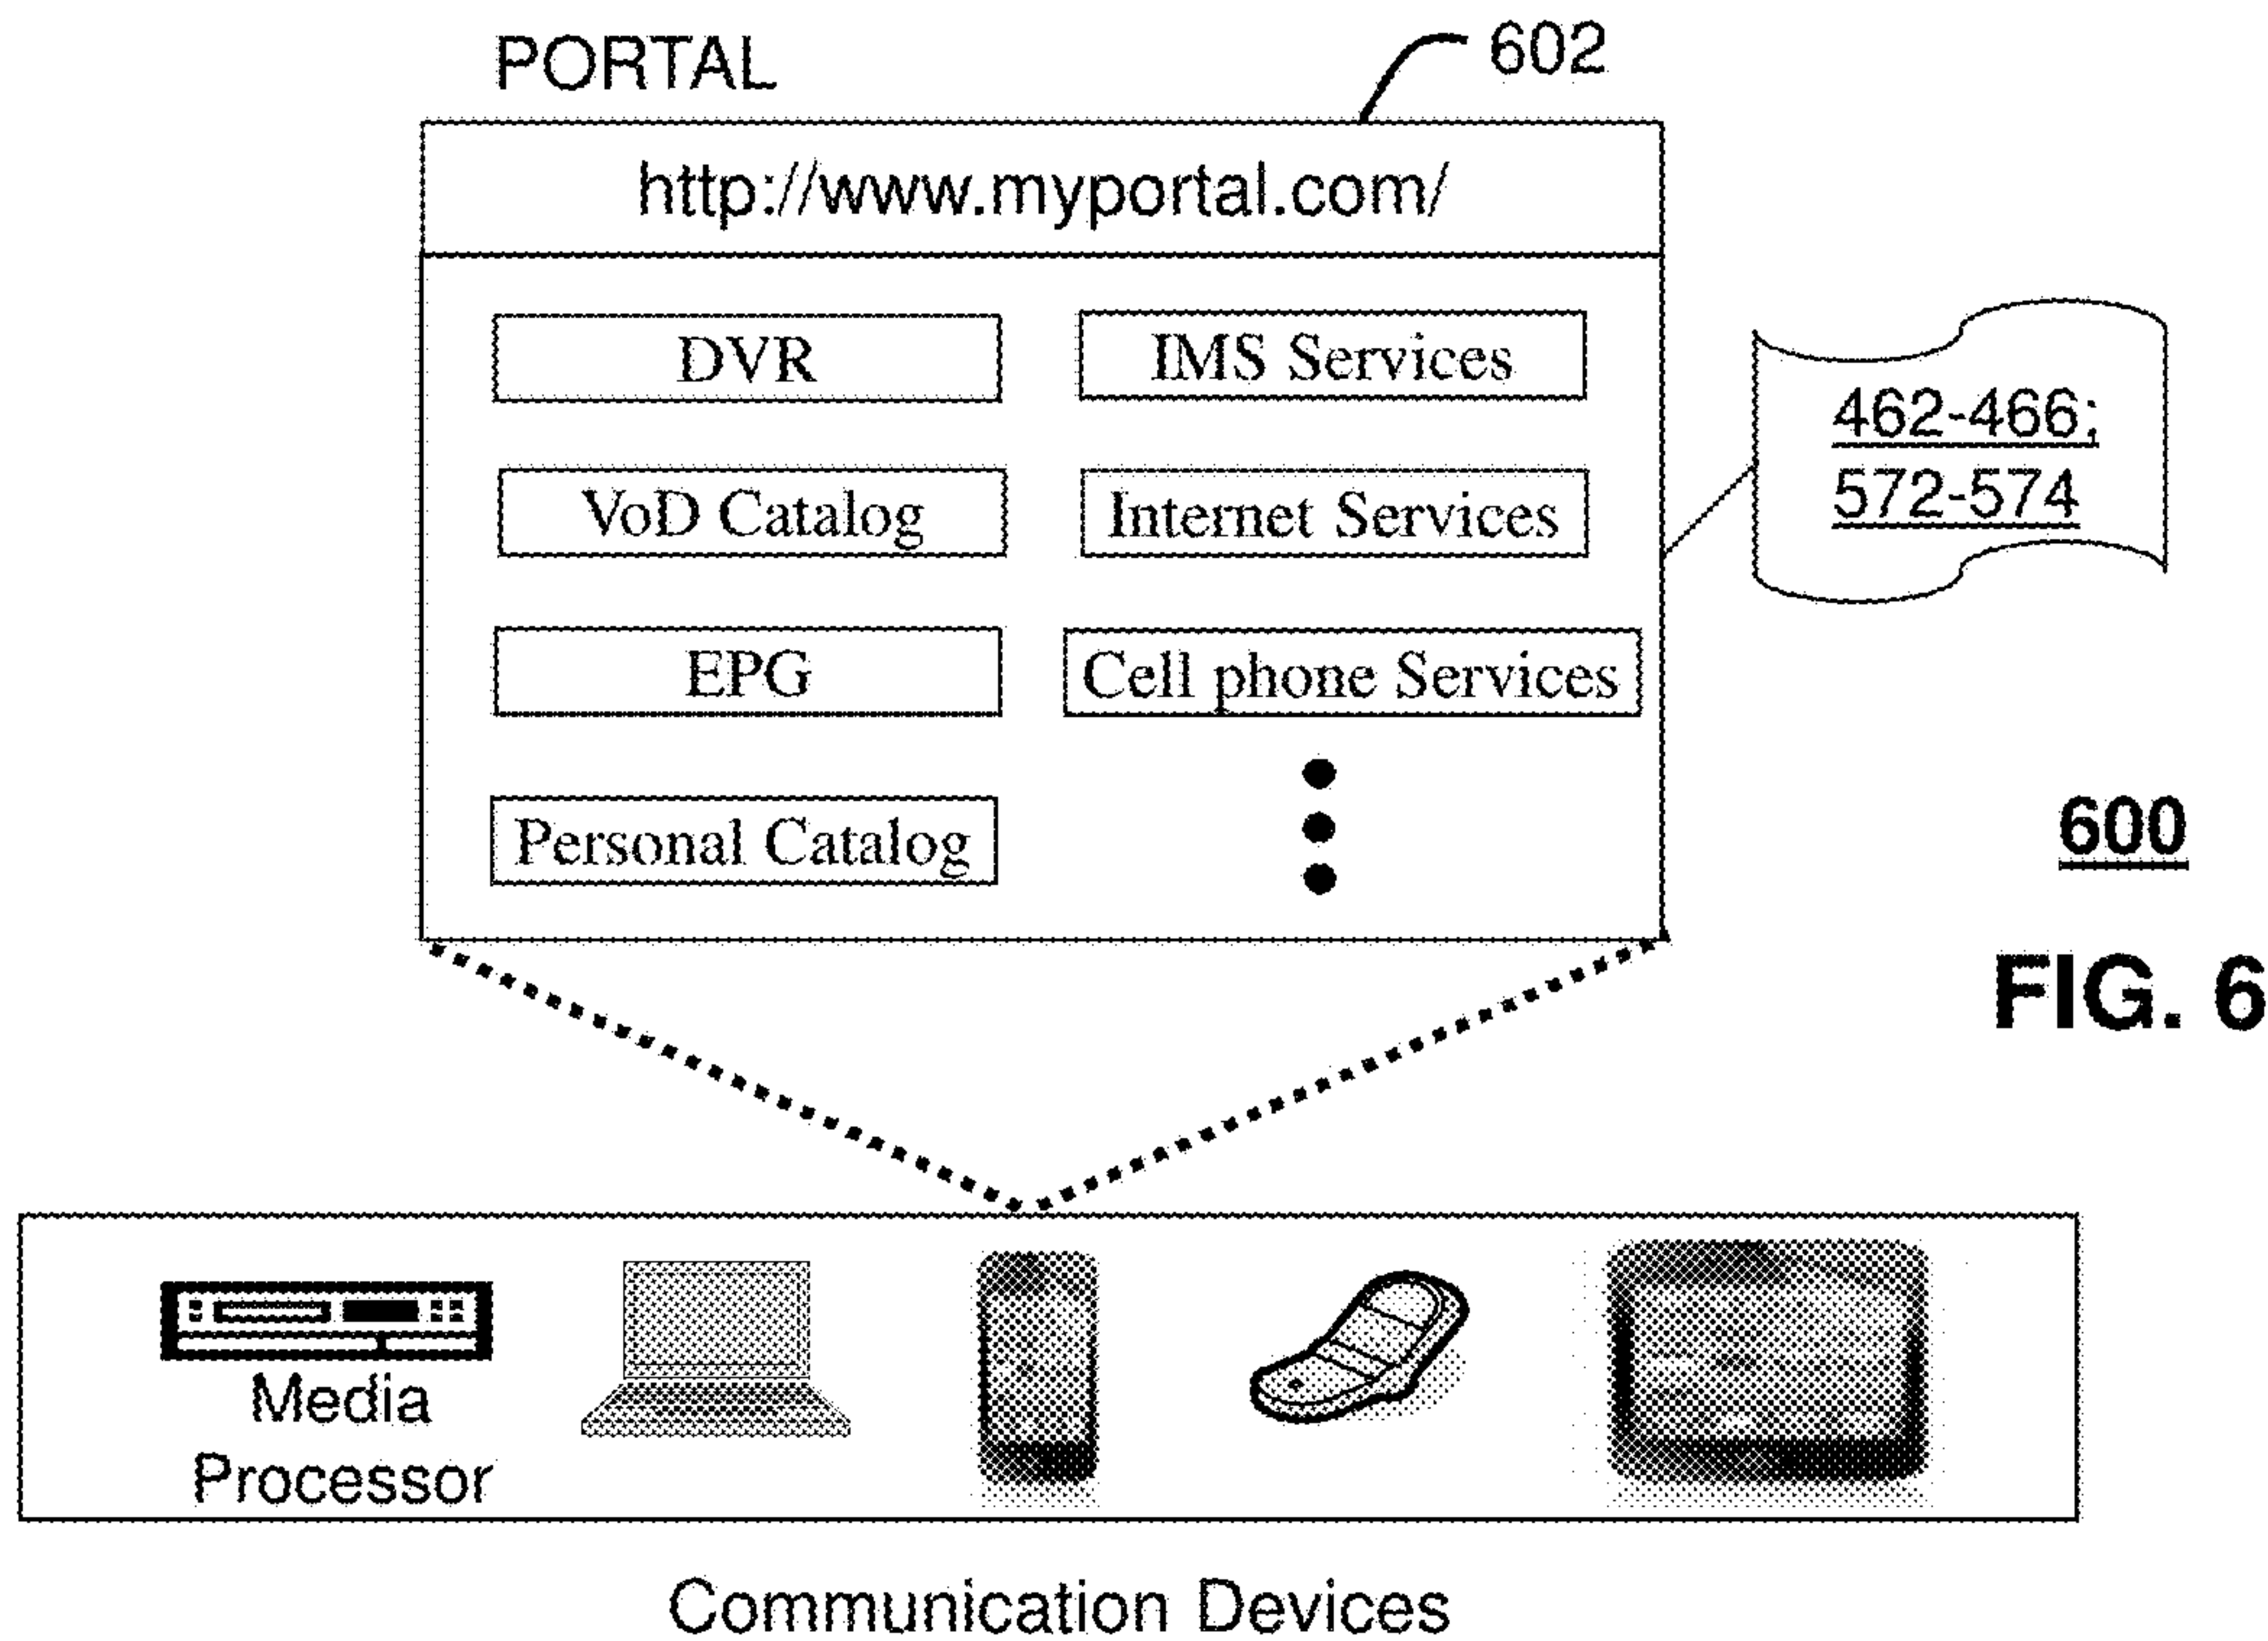 PORTAL
602
http://www.myportal.com/
DVR
IMS Services
462-466;
572-574
VoD Catalog
Internet Services
EPG
Cell phone Services
Personal Catalog
600
FIG. 6
Media
Processor
Communication Devices